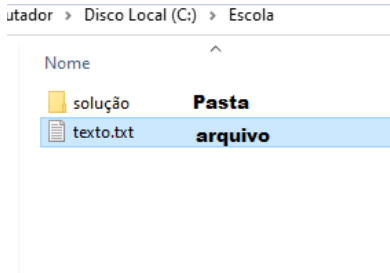 utador > Disco Local (C:) > Escola
Nome
solução Pasta
texto.txt arquivo